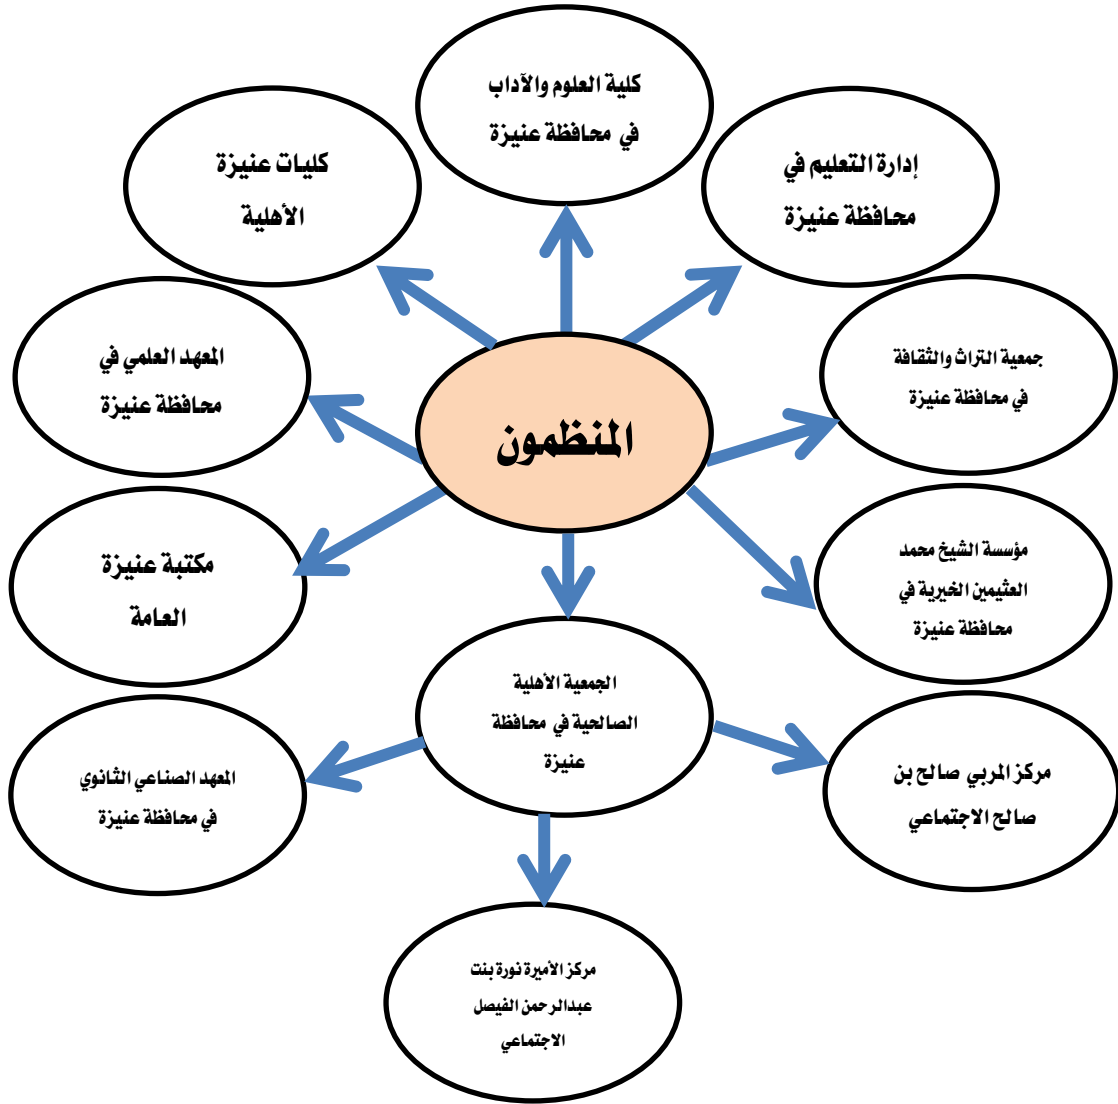 كلية العلوم والآداب
في محافظة عنيزة
إدارة التعليم في
محافظة عنيزة
كليات عنيزة
الأهلية
جمعية التراث والثقافة
في محافظة عنيزة
المعهد العلمي في
محافظة عنيزة
المنظمون
مؤسسة الشيخ محمد
العثيمين الخيرية في
محافظة عنيزة
مكتبة عنيزة
العامة
الجمعية الأهلية
الصالحية في محافظة
عنيزة
مركز المربي صالح بن
صالح الاجتماعي
المعهد الصناعي الثانوي
في محافظة عنيزة
مركز الأميرة نورة بنت
عبدالرحمن الفيصل
الاجتماعي